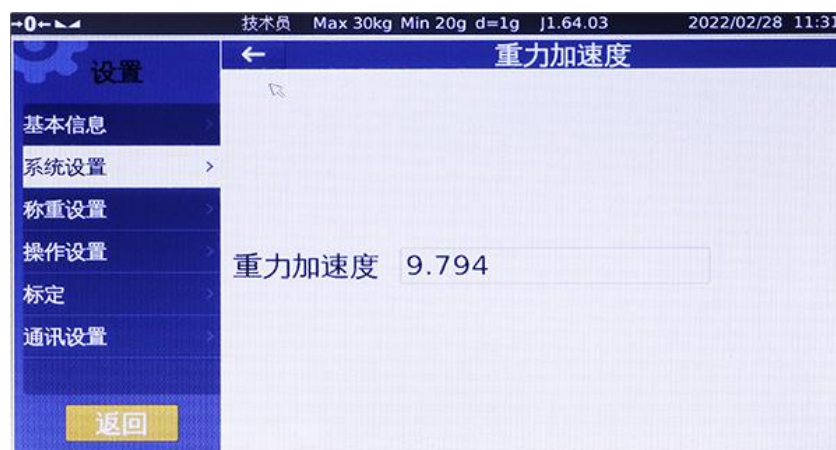 →0← 技术员 Max 30kg Min 20g d=1g J1.64.03 2022/02/28 11:31
设置
← 重力加速度
基本信息 >
系统设置 >
称重设置 >
操作设置 >
标定 >
通讯设置 >
重力加速度 9.794
返回